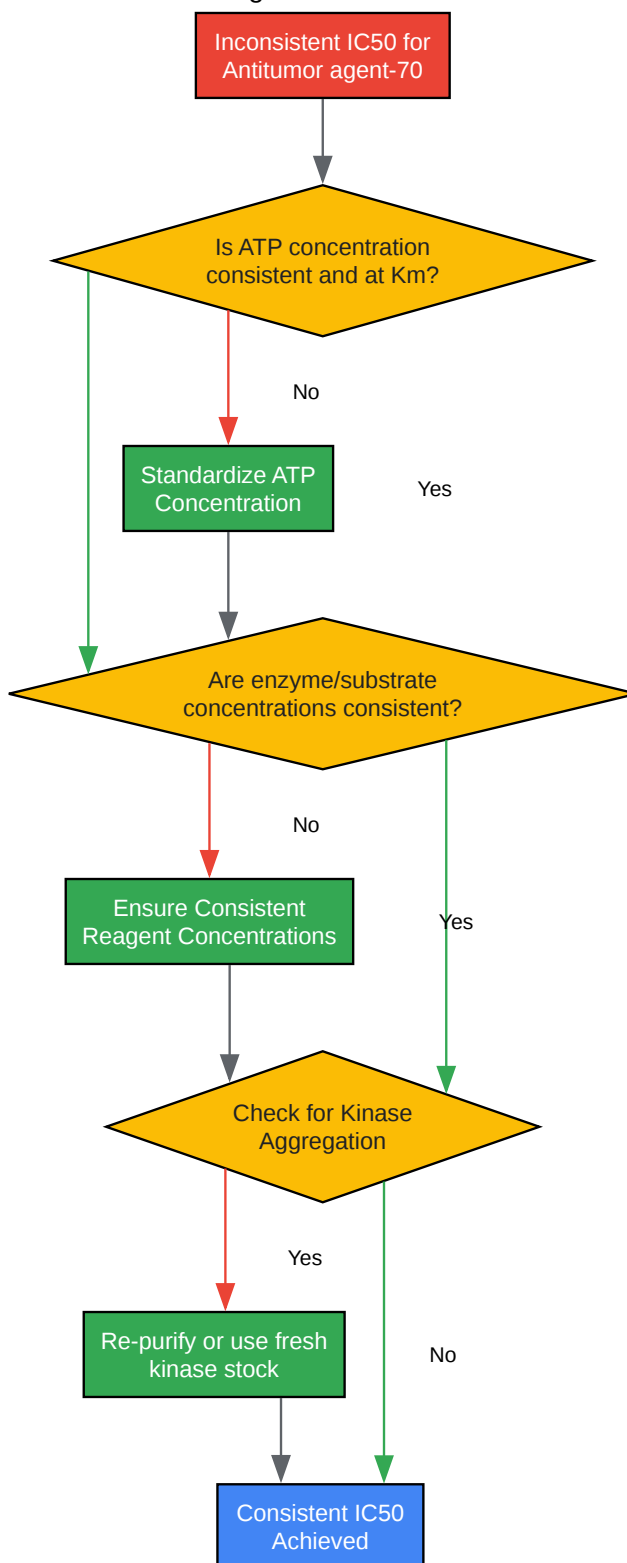 Inconsistent IC50 for
Antitumor agent-70
Is ATP concentration
consistent and at Km?
No
Standardize ATP
Concentration
Yes
Are enzyme/substrate
concentrations consistent?
No
Ensure Consistent
Reagent Concentrations
Yes
Check for Kinase
Aggregation
Yes
Re-purify or use fresh
kinase stock
No
Consistent IC50
Achieved